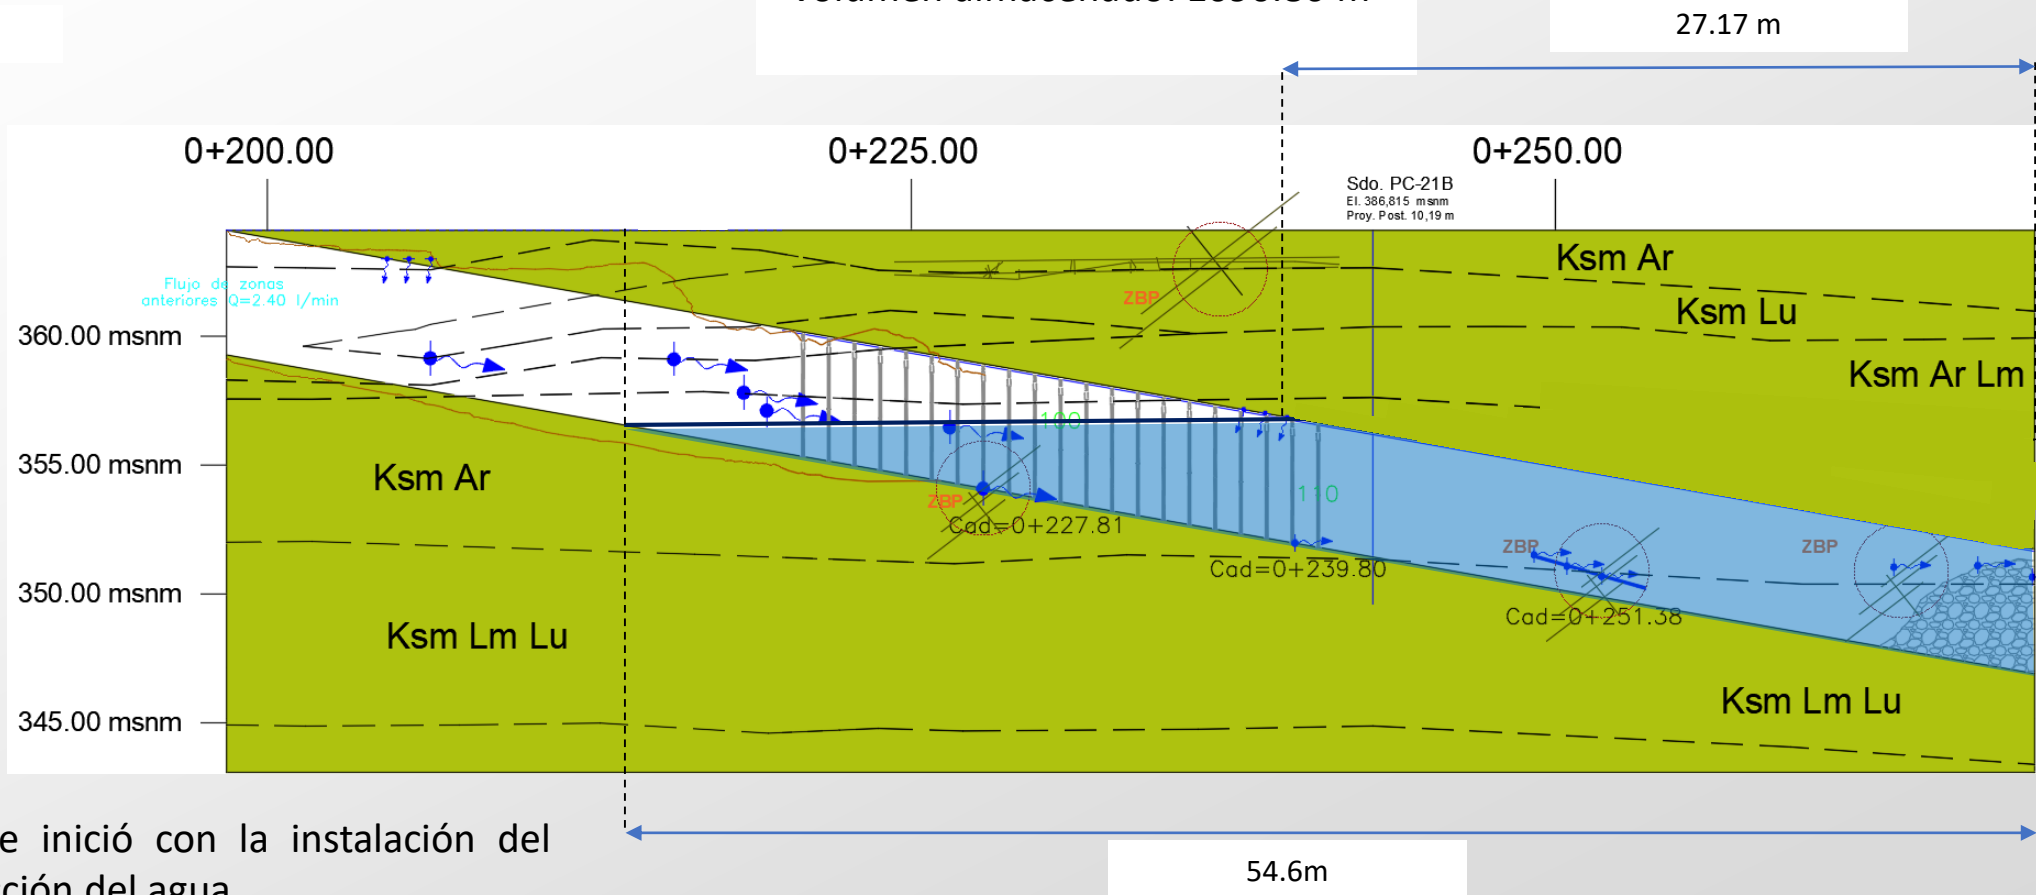 27.17 m
0+200.00
0+225.00
0+250.00
Sdo. PC-21B
El. 386,815 msnm
Proy. Post. 10,19 m
Ksm Ar
Flujo de zonas
anteriores Q=2.40 l/min
ZBP
Ksm Lu
360.00 msnm
Ksm Ar Lm
100
355.00 msnm
Ksm Ar
110
ZBP
Cad=0+227.81
ZBP
ZBP
Cad=0+239.80
350.00 msnm
Cad=0+251.38
Ksm Lm Lu
Ksm Lm Lu
345.00 msnm
e inició con la instalación del
ción del agua
54.6m